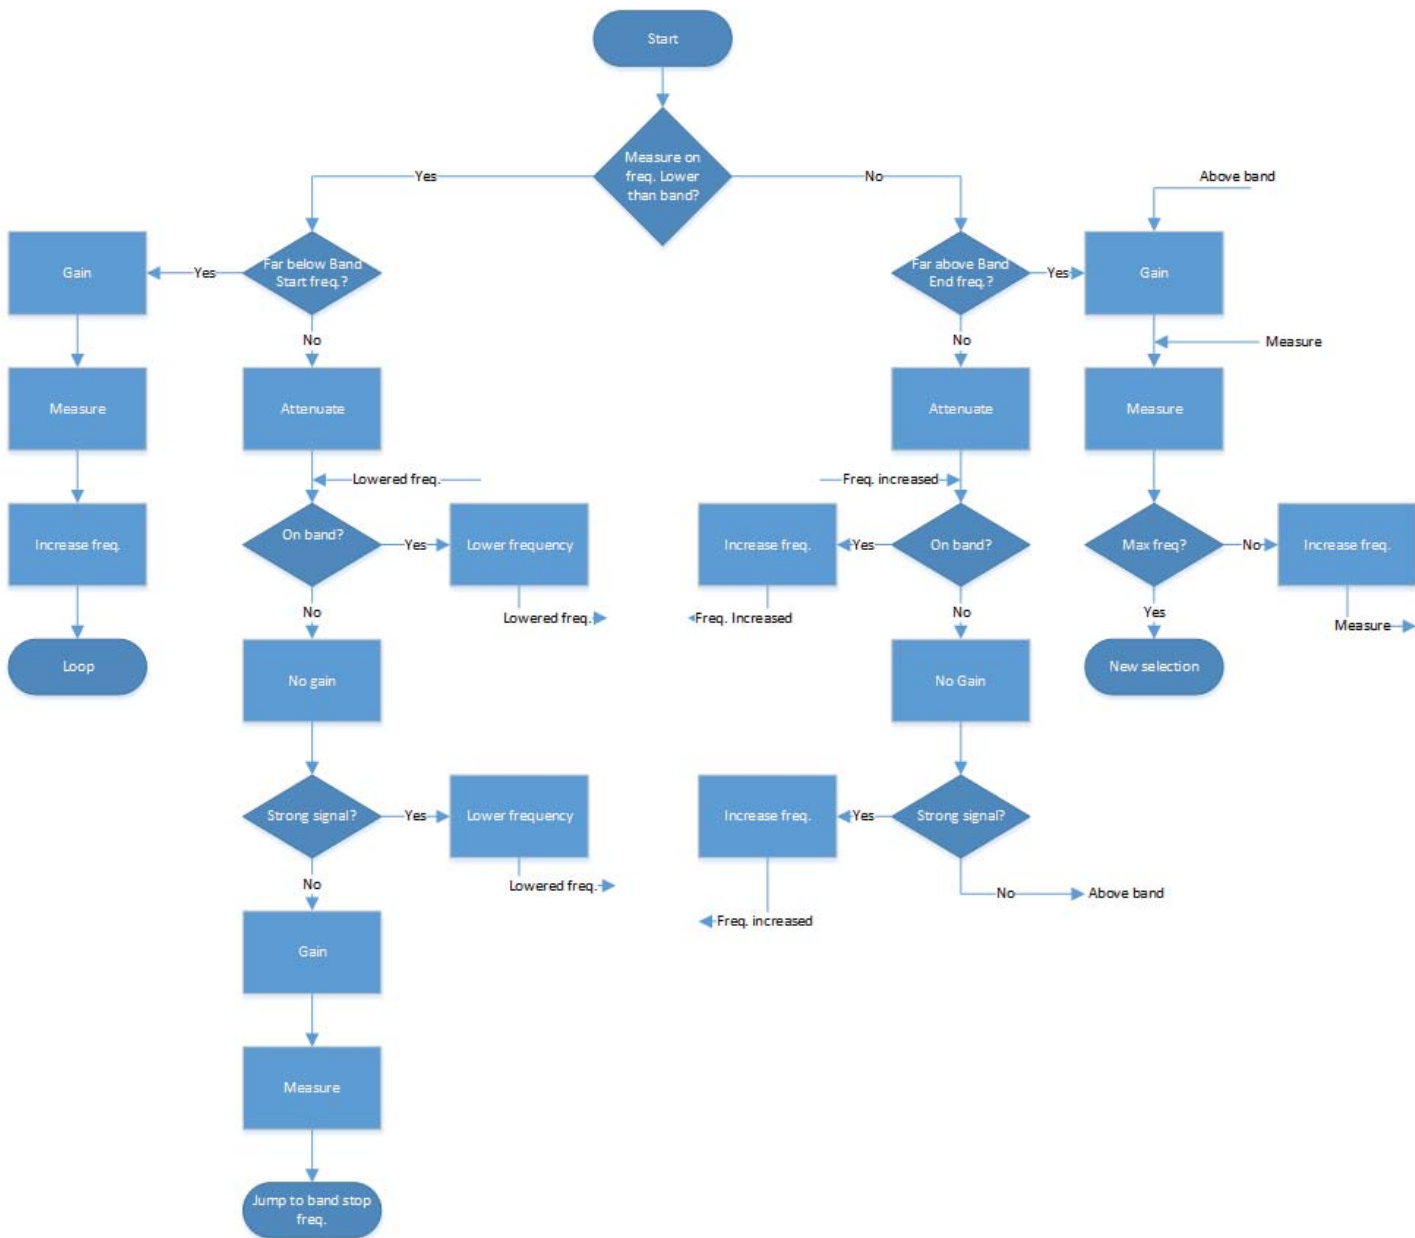 Start
Measure on
freq. Lower
than band?
Yes
No
Above band
Far below Band
Start freq.?
Yes
Gain
Far above Band
End freq.?
Yes
Gain
No
No
Measure
Measure
Attenuate
Attenuate
Measure
Lowered freq.
Freq. increased
Increase freq.
On band?
Yes
Lower frequency
Increase freq.
Yes
On band?
Max freq?
No
Increase freq.
No
Lowered freq.
Freq. Increased
No
Yes
Measure
Loop
No gain
No Gain
New selection
Strong signal?
Yes
Lower frequency
Increase freq.
Yes
Strong signal?
No
Lowered freq.
No
Above band
Freq. increased
Gain
Measure
Jump to band stop
freq.